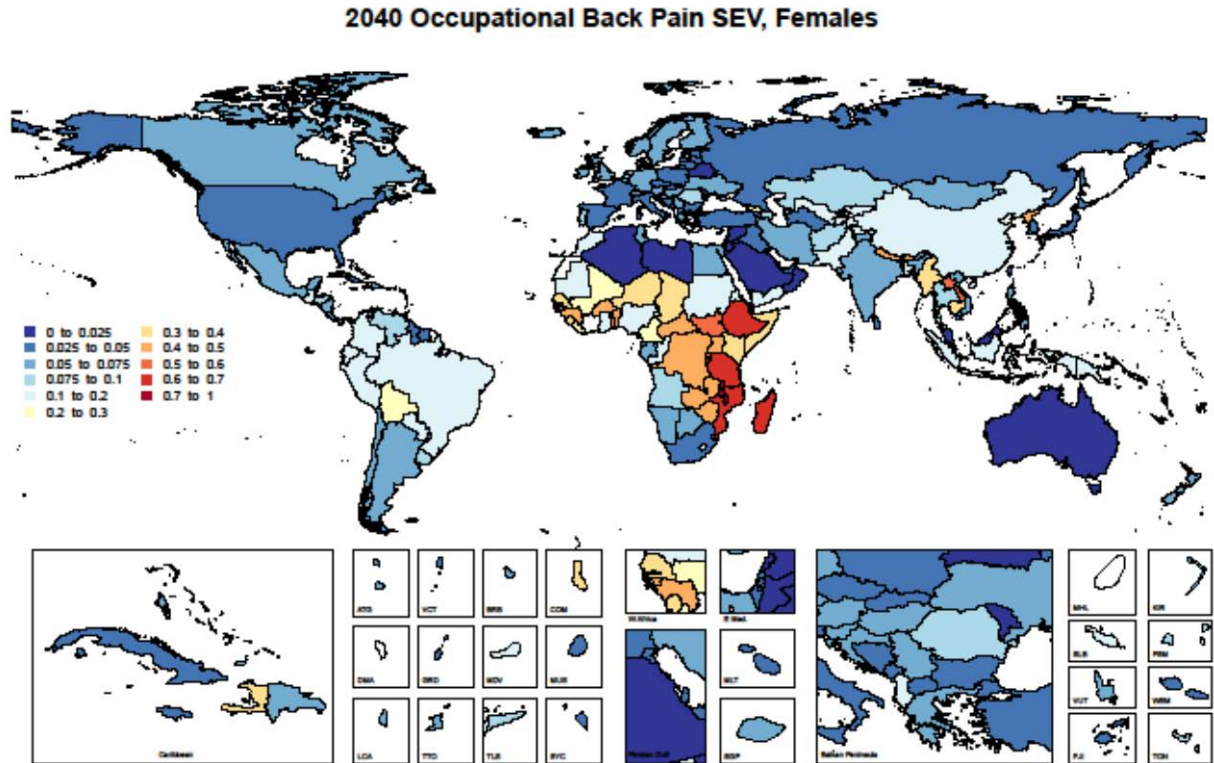 2040 Occupational Back Pain SEV, Females
0 to 0.025
0.025 to 0.05
0.05 to 0.075
0.075 to 0.1
0.1 to 0.2
0.2 to 0.3
0.3 to 0.4
0.4 to 0.5
0.5 to 0.6
0.6 to 0.7
0.7 to 1
ATG
VCT
BRB
COM
W Africa
E Med.
MHL
KIR
DMA
GRD
MDV
MUS
MLT
SLB
FSM
VUT
WSM
Caribbean
LCA
TTO
TLS
SYC
Persian Gulf
SGP
Balkan Peninsula
FJI
TON